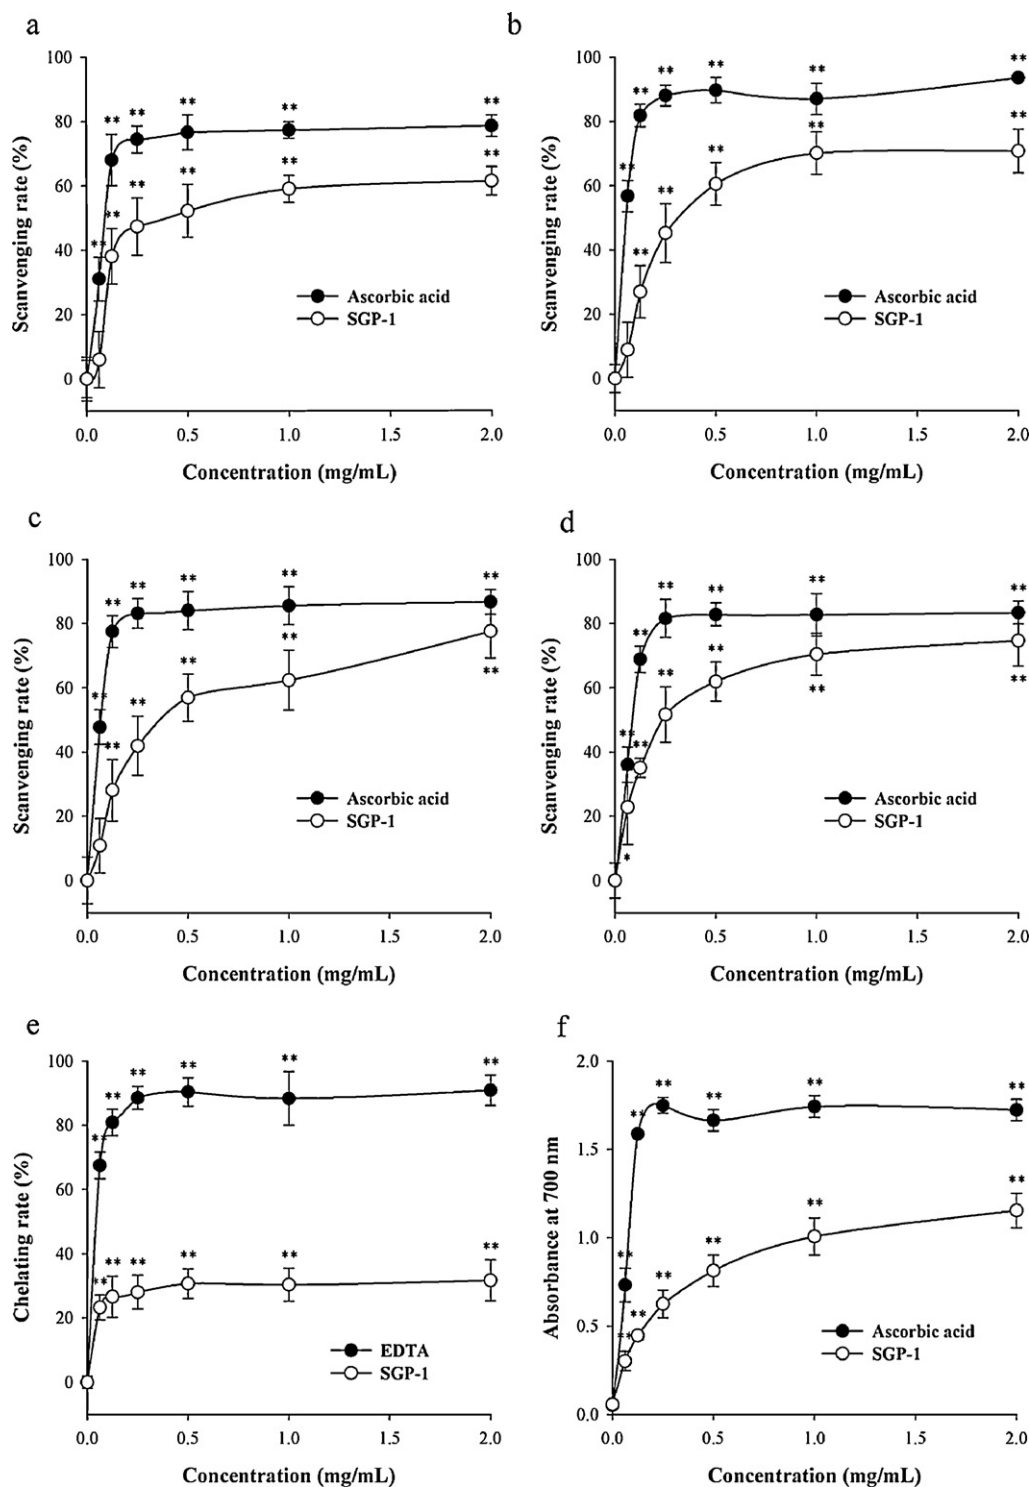 a
100
80
60
40
20
0
Scanvenging rate (%)
** ** ** ** ** **
** ** ** ** **
Ascorbic acid
SGP-1
0.0 0.5 1.0 1.5 2.0
Concentration (mg/mL)
b
100
80
60
40
20
0
Scanvenging rate (%)
** ** ** ** ** **
** ** ** ** **
Ascorbic acid
SGP-1
0.0 0.5 1.0 1.5 2.0
Concentration (mg/mL)
c
100
80
60
40
20
0
Scanvenging rate (%)
** ** ** ** ** **
** ** ** ** **
Ascorbic acid
SGP-1
0.0 0.5 1.0 1.5 2.0
Concentration (mg/mL)
d
100
80
60
40
20
0
Scanvenging rate (%)
** ** ** ** ** **
* ** ** ** ** **
Ascorbic acid
SGP-1
0.0 0.5 1.0 1.5 2.0
Concentration (mg/mL)
e
100
80
60
40
20
0
Chelating rate (%)
** ** ** ** ** **
** ** ** ** ** **
EDTA
SGP-1
0.0 0.5 1.0 1.5 2.0
Concentration (mg/mL)
f
2.0
1.5
1.0
0.5
0.0
Absorbance at 700 nm
** ** ** ** ** **
** ** ** ** ** **
Ascorbic acid
SGP-1
0.0 0.5 1.0 1.5 2.0
Concentration (mg/mL)